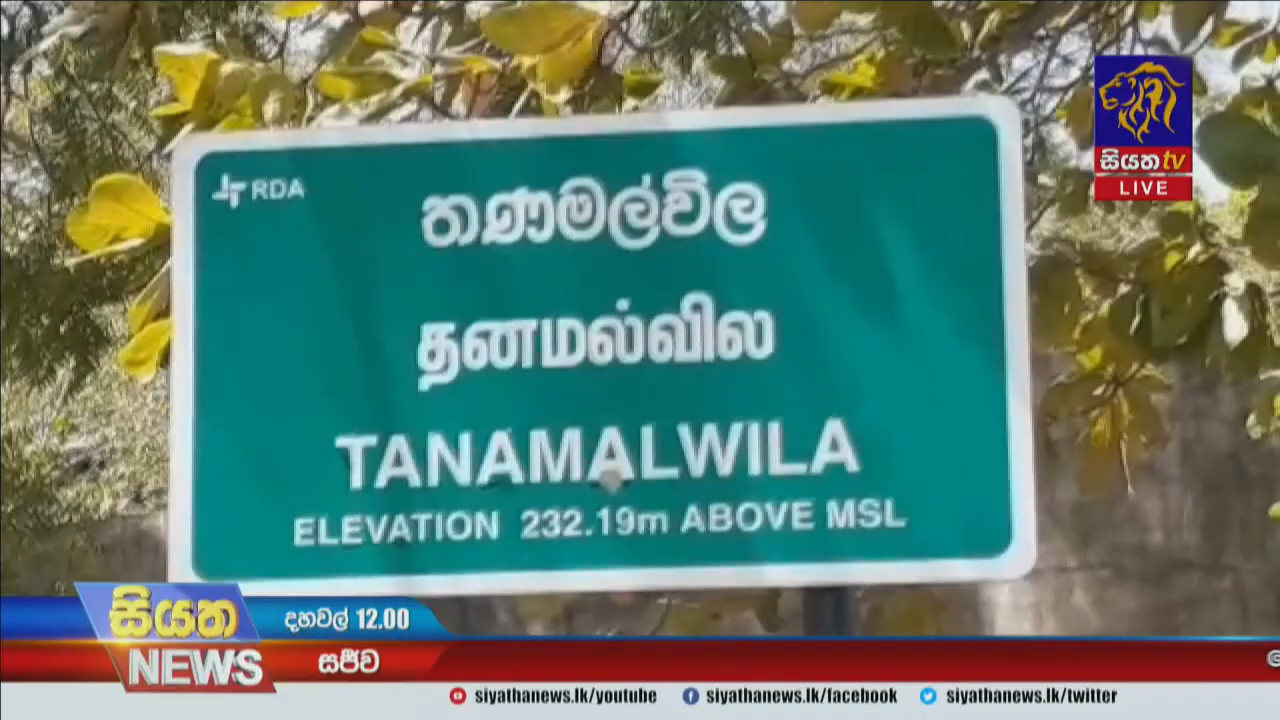 RDA
තණමල්විල
தனமல்வில
TANAMALWILA
ELEVATION 232.19m ABOVE MSL
සියත tv
LIVE
සියත
NEWS
දහවල් 12.00
සජීව
siyathanews.lk/youtube
siyathanews.lk/facebook
siyathanews.lk/twitter